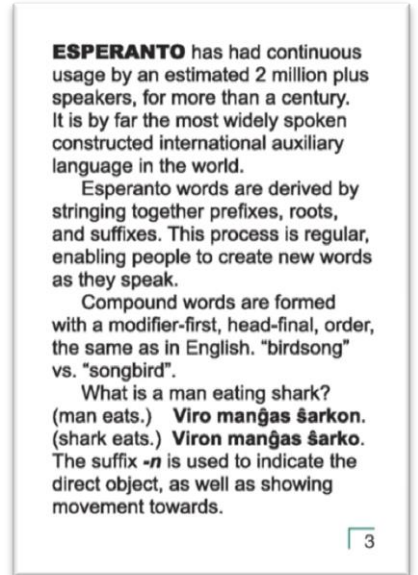 ESPERANTO has had continuous
usage by an estimated 2 million plus
speakers, for more than a century.
It is by far the most widely spoken
constructed international auxiliary
language in the world.
Esperanto words are derived by
stringing together prefixes, roots,
and suffixes. This process is regular,
enabling people to create new words
as they speak.
Compound words are formed
with a modifier-first, head-final, order,
the same as in English. “birdsong”
vs. “songbird”.
What is a man eating shark?
(man eats.) Viro manĝas ŝarkon.
(shark eats.) Viron manĝas ŝarko.
The suffix -n is used to indicate the
direct object, as well as showing
movement towards.
3